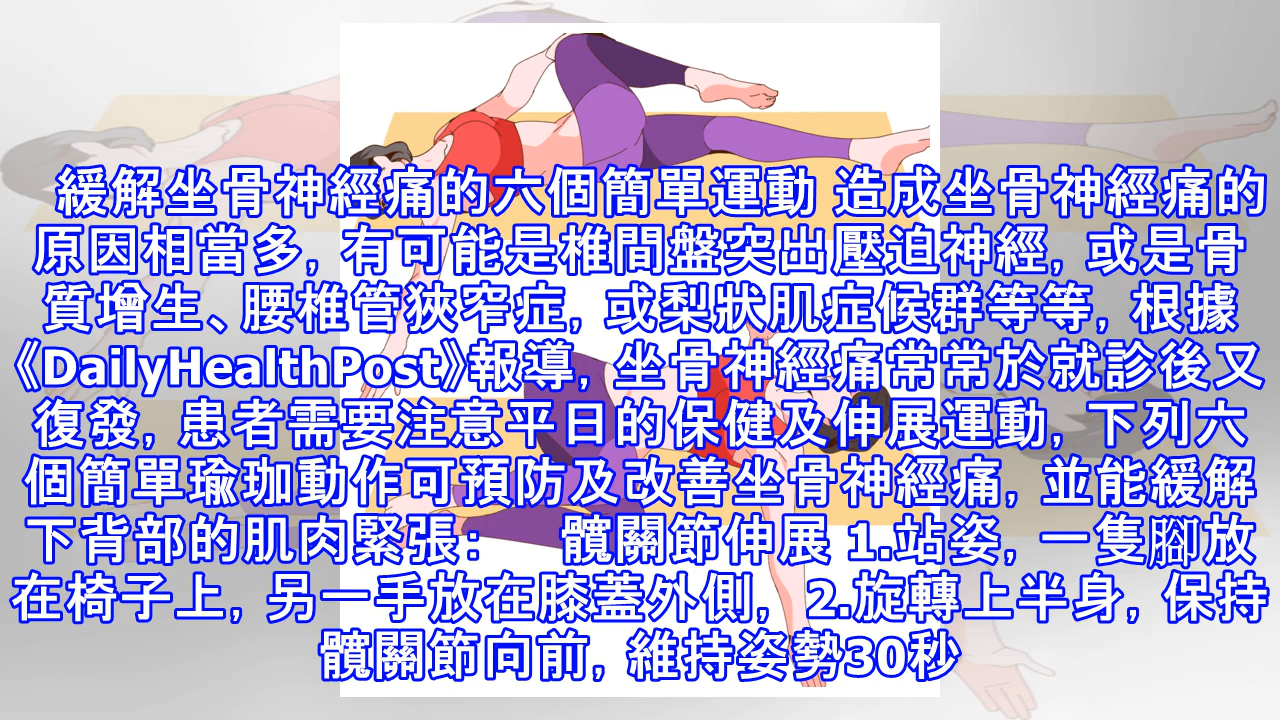 緩解坐骨神經痛的六個簡單運動 造成坐骨神經痛的
原因相當多, 有可能是椎間盤突出壓迫神經, 或是骨
質增生、腰椎管狹窄症, 或梨狀肌症候群等等, 根據
《DailyHealthPost》報導, 坐骨神經痛常常於就診後又
復發, 患者需要注意平日的保健及伸展運動, 下列六
個簡單瑜珈動作可預防及改善坐骨神經痛, 並能緩解
下背部的肌肉緊張: 髖關節伸展 1.站姿, 一隻腳放
在椅子上, 另一手放在膝蓋外側, 2.旋轉上半身, 保持
髖關節向前, 維持姿勢30秒